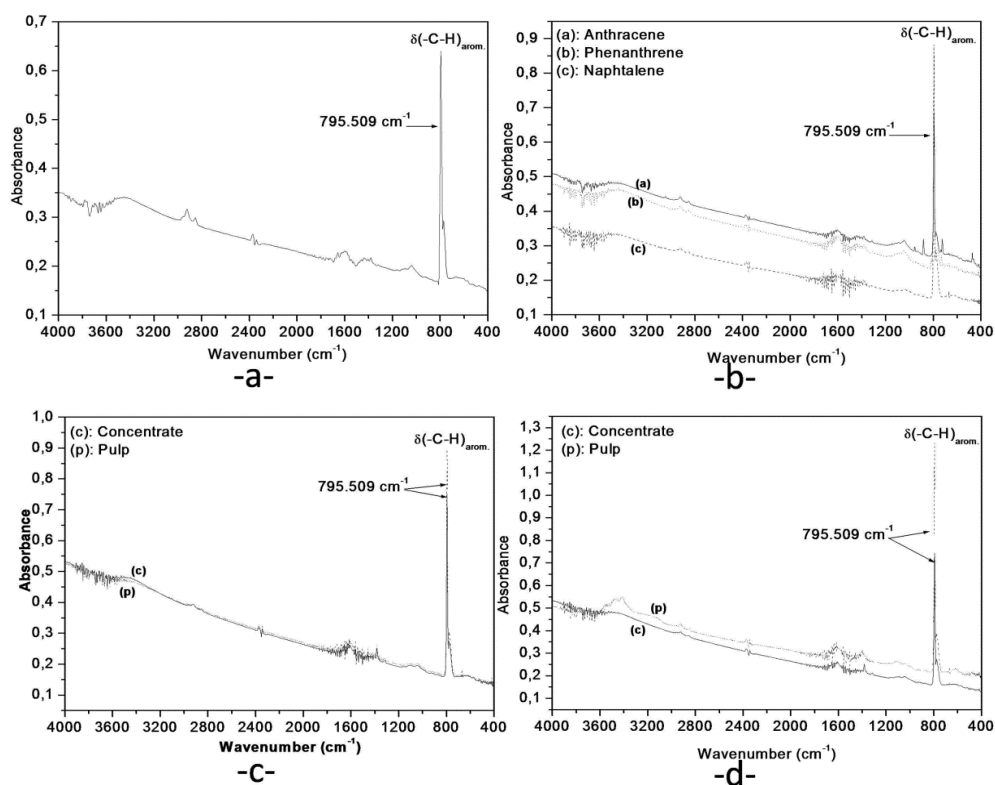 0,7
0,6
0,5
0,4
0,3
0,2
0,1
Absorbance
δ(-C-H)arom.
795.509 cm-1
4000 3200 2800 2000 1600 800 400
Wavenumber (cm-1)
-a-
0,9
0,8
0,7
0,6
0,5
0,4
0,3
0,2
0,1
Absorbance
(a): Anthracene
(b): Phenanthrene
(c): Naphtalene
δ(-C-H)arom.
795.509 cm-1
(a)
(b)
(c)
4000 3600 2800 2400 1600 1200 400
Wavenumber (cm-1)
-b-
1,0
0,9
0,8
0,7
0,6
0,5
0,4
0,3
0,2
0,1
Absorbance
(c): Concentrate
(p): Pulp
δ(-C-H)arom.
795.509 cm-1
(c)
(p)
4000 3600 3200 2800 2400 2000 1600 1200 800 400
Wavenumber (cm-1)
-c-
1,3
1,2
1,1
1,0
0,9
0,8
0,7
0,6
0,5
0,4
0,3
0,2
0,1
Absorbance
(c): Concentrate
(p): Pulp
δ(-C-H)arom.
795.509 cm-1
(p)
(c)
4000 3600 3200 2800 2400 2000 1600 1200 800 400
Wavenumber (cm-1)
-d-